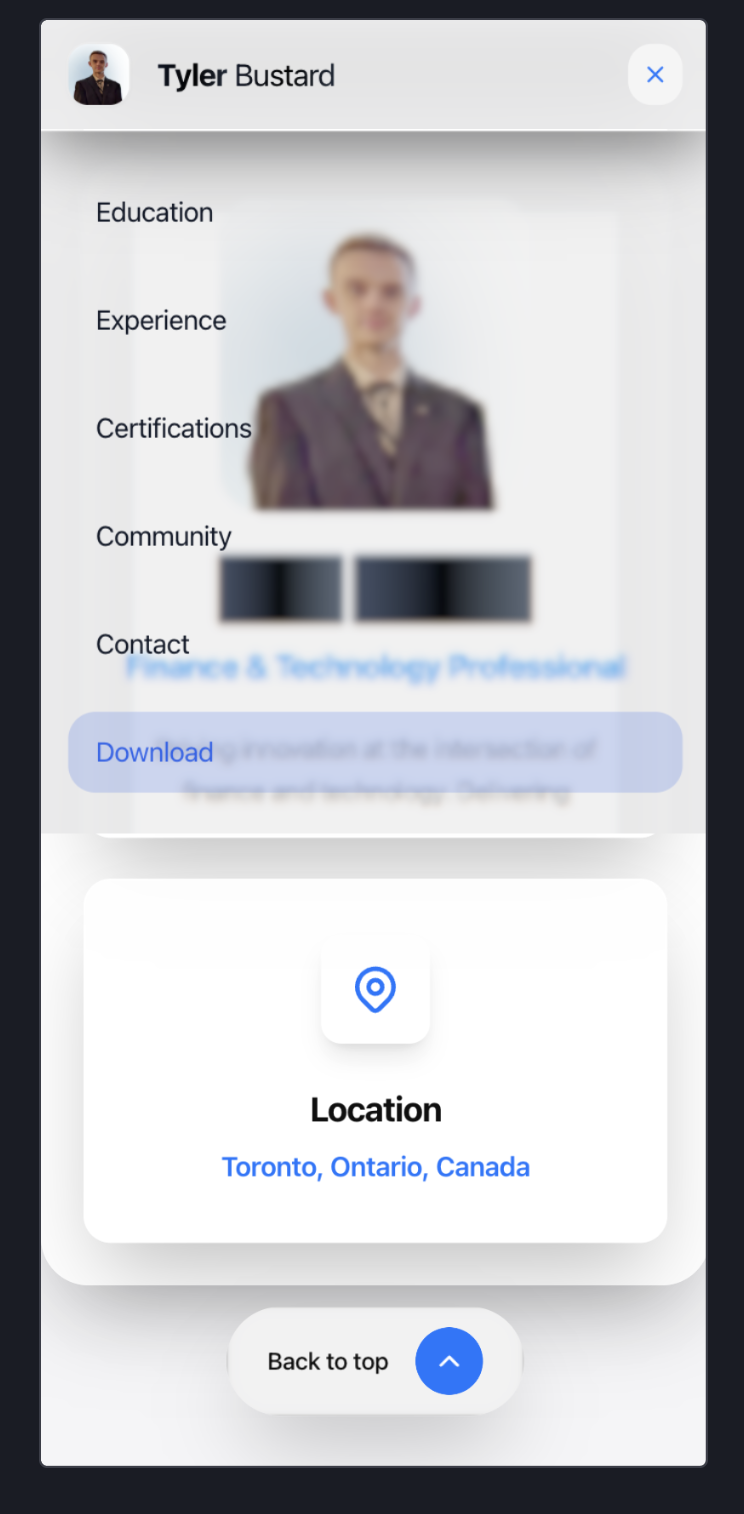 Tyler Bustard
Education
Experience
Certifications
Community
Contact
Finance & Technology Professional
Download
innovation at the intersection of
finance and technology. Delivering
Location
Toronto, Ontario, Canada
Back to top